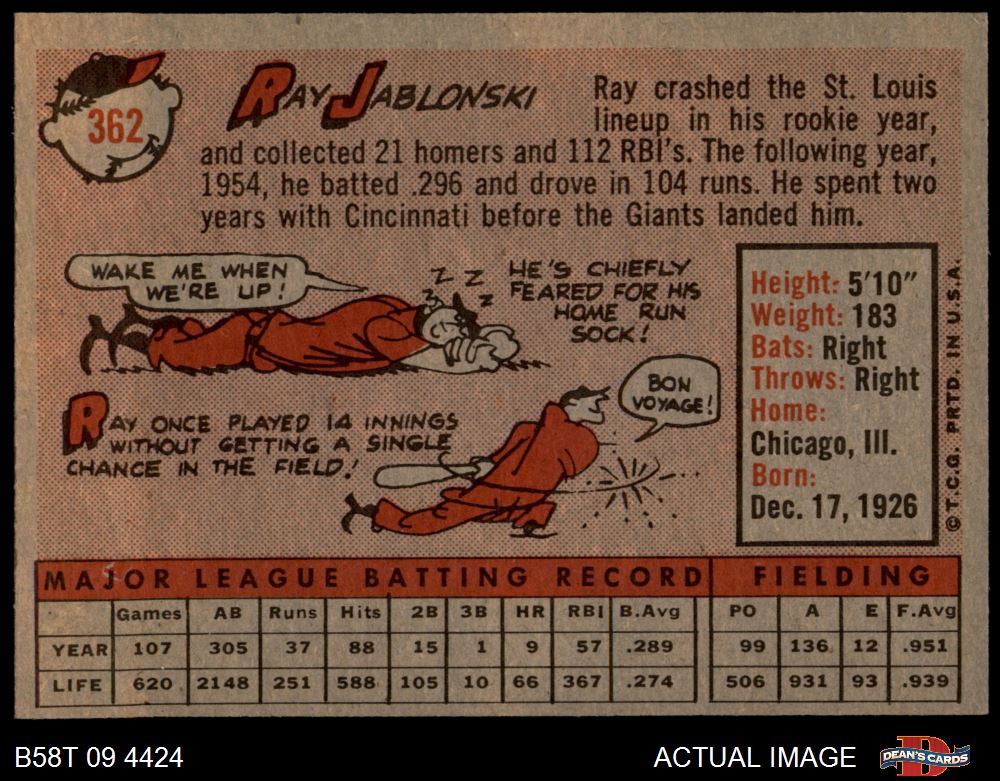 362
RAY JABLONSKI
Ray crashed the St. Louis
lineup in his rookie year,
and collected 21 homers and 112 RBI's. The following year,
1954, he batted .296 and drove in 104 runs. He spent two
years with Cincinnati before the Giants landed him.
WAKE ME WHEN
WE'RE UP!
Z Z Z Z Z
HE'S CHIEFLY
FEARED FOR HIS
HOME RUN
SOCK!
BON
VOYAGE!
RAY ONCE PLAYED 14 INNINGS
WITHOUT GETTING A SINGLE
CHANCE IN THE FIELD!
Height: 5'10"
Weight: 183
Bats: Right
Throws: Right
Home:
Chicago, Ill.
Born:
Dec. 17, 1926
© T.C.G. PRTD. IN U.S.A.
MAJOR LEAGUE BATTING RECORD FIELDING
Games AB Runs Hits 2B 3B HR RBI B.Avg PO A E F.Avg
YEAR 107 305 37 88 15 1 9 57 .289 99 136 12 .951
LIFE 620 2148 251 588 105 10 66 367 .274 506 931 93 .939
B58T 09 4424 ACTUAL IMAGE DEAN'S CARDS